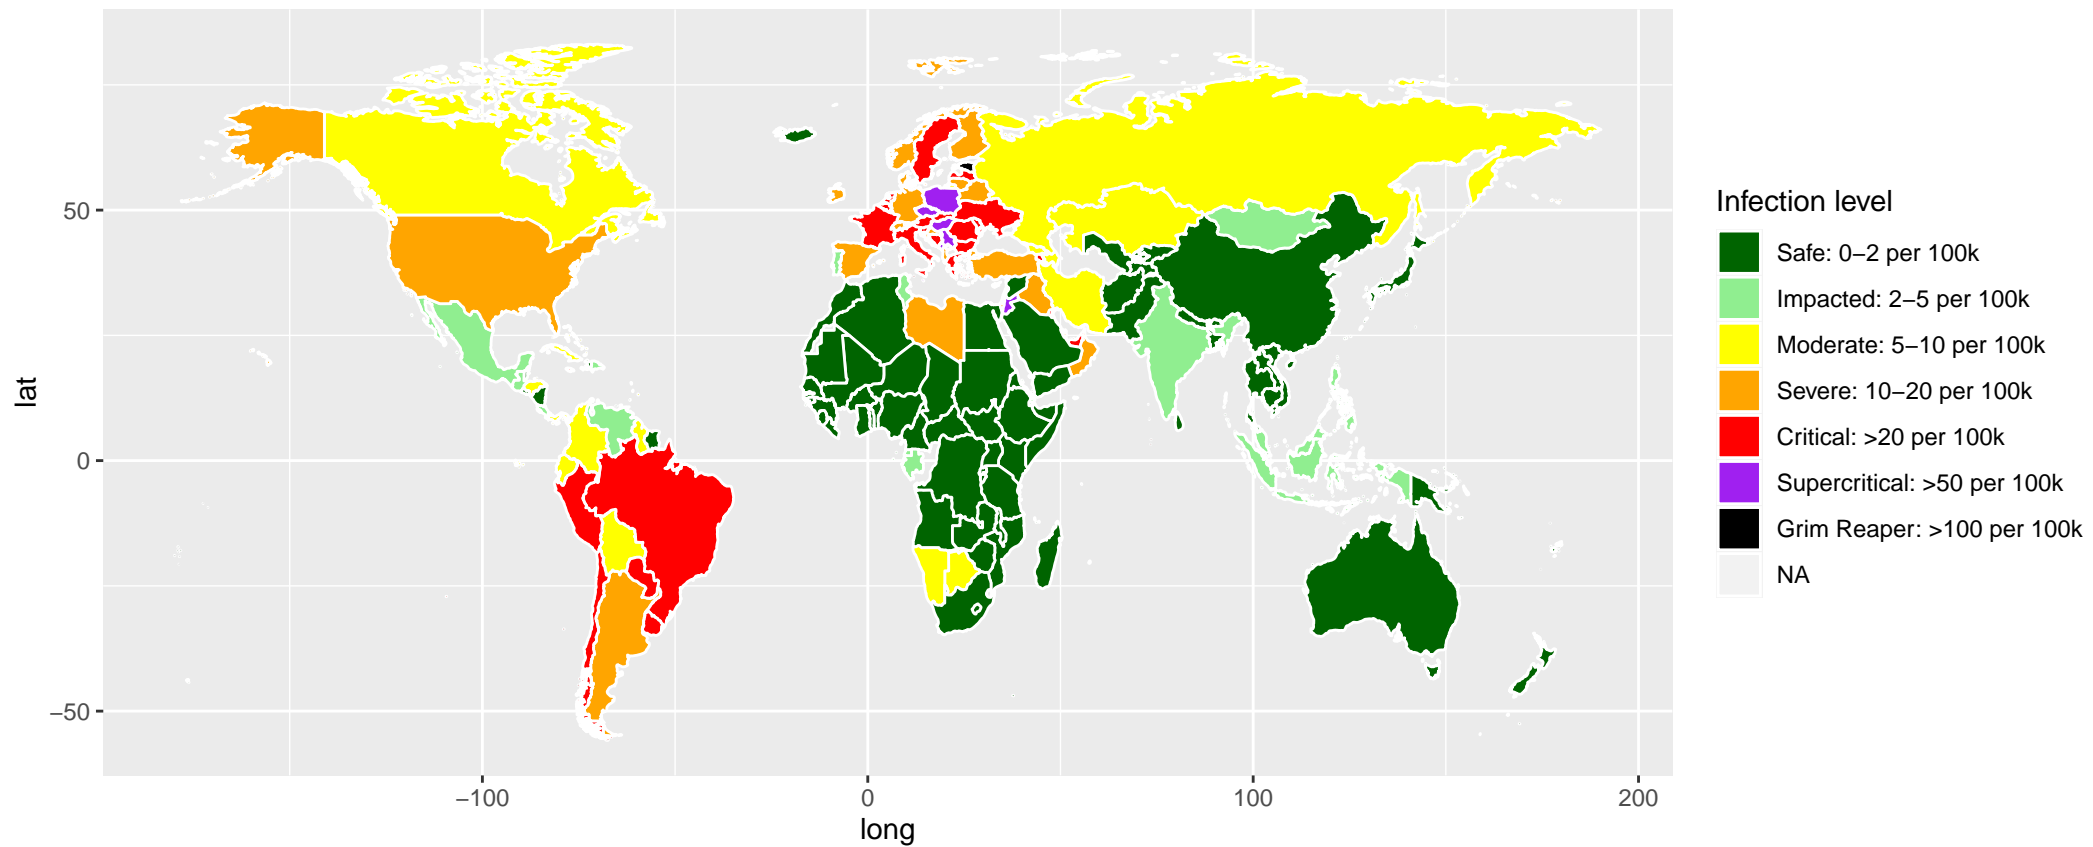 Infection level
Safe: 0–2 per 100k
Impacted: 2–5 per 100k
Moderate: 5–10 per 100k
Severe: 10–20 per 100k
Critical: >20 per 100k
Supercritical: >50 per 100k
Grim Reaper: >100 per 100k
NA
lat
50
0
−50
−100
0
100
200
long